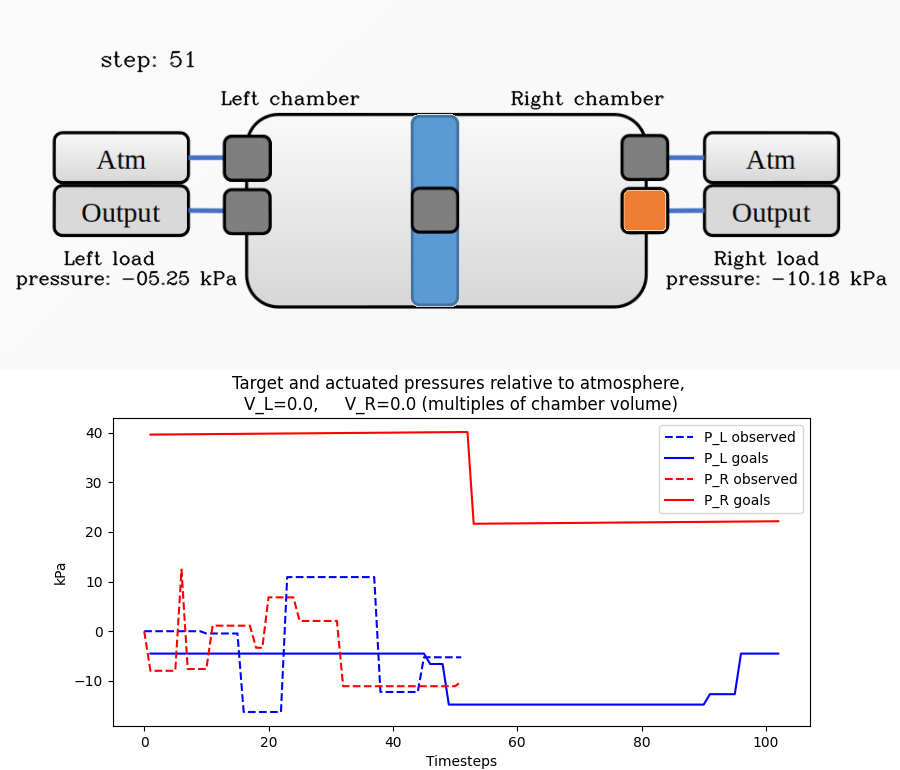 step: 51
Left chamber
Right chamber
Atm
Atm
Output
Output
Left load
pressure: -05.25 kPa
Right load
pressure: -10.18 kPa
Target and actuated pressures relative to atmosphere,
V_L=0.0, V_R=0.0 (multiples of chamber volume)
P_L observed
P_L goals
P_R observed
P_R goals
40
30
20
10
0
−10
kPa
0
20
40
60
80
100
Timesteps